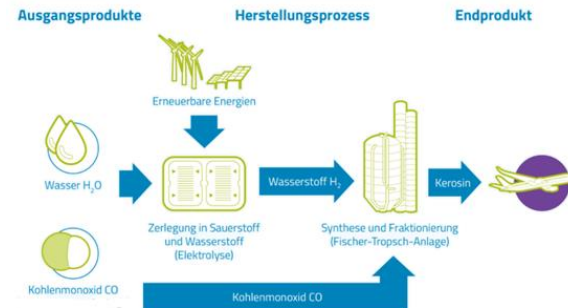 Ausgangsprodukte
Herstellungsprozess
Endprodukt
Erneuerbare Energien
Wasser H₂O
Wasserstoff H₂
Kerosin
Zerlegung in Sauerstoff
und Wasserstoff
(Elektrolyse)
Synthese und Fraktionierung
(Fischer-Tropsch-Anlage)
Kohlenmonoxid CO
Kohlenmonoxid CO